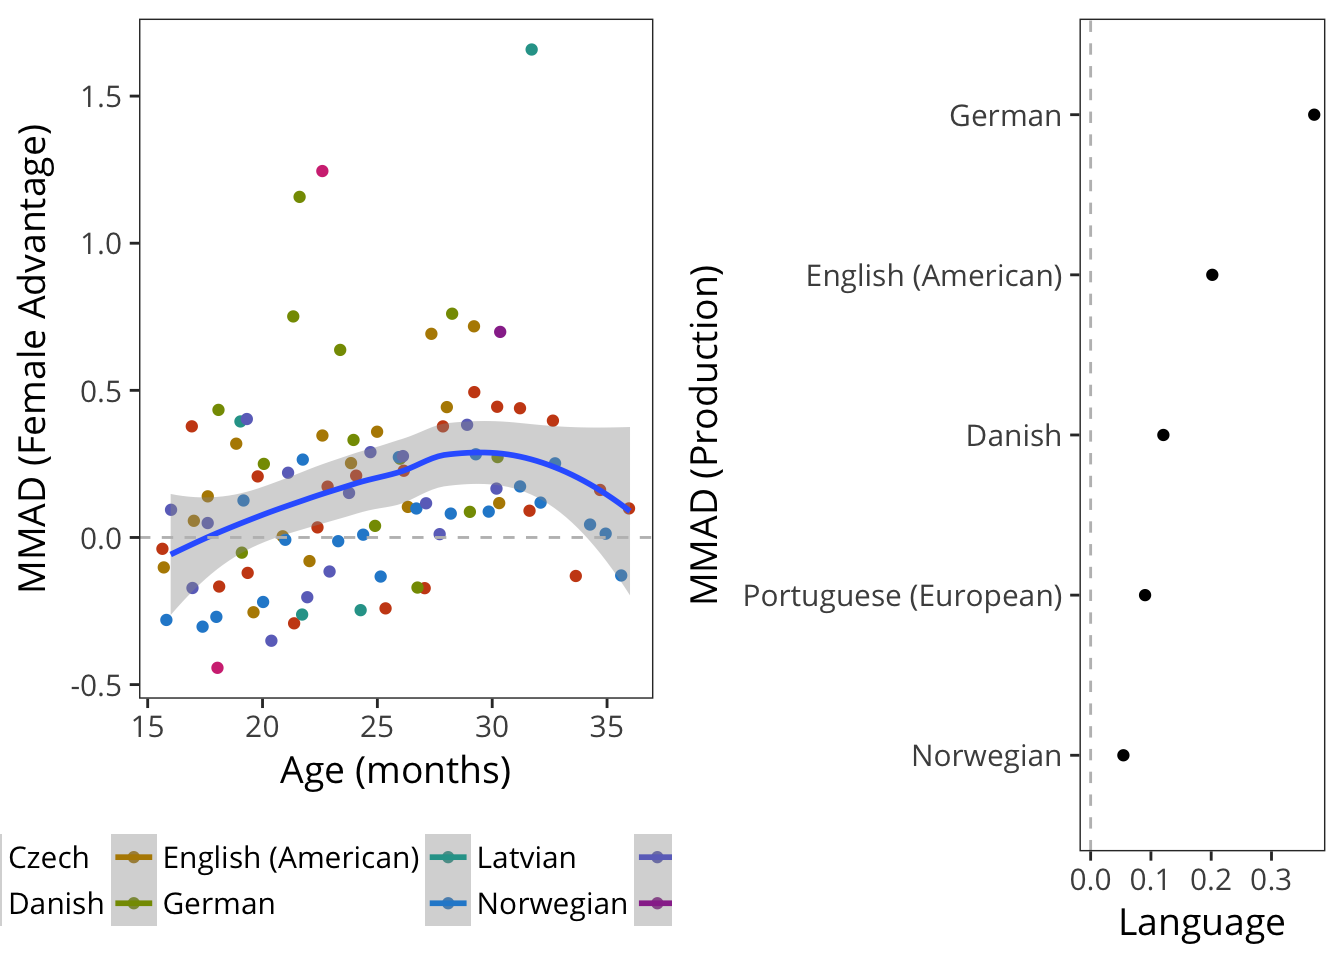 MMAD (Female Advantage)
1.5
1.0
0.5
0.0
-0.5
15 20 25 30 35
Age (months)
Czech English (American) Latvian
Danish German Norwegian
MMAD (Production)
German
English (American)
Danish
Portuguese (European)
Norwegian
0.0 0.1 0.2 0.3
Language